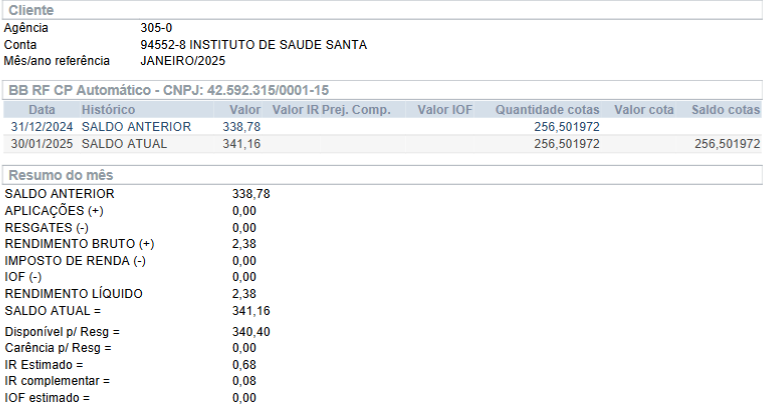 Cliente
Agência 305-0
Conta 94552-8 INSTITUTO DE SAUDE SANTA
Mês/ano referência JANEIRO/2025
BB RF CP Automático - CNPJ: 42.592.315/0001-15
Data Histórico Valor Valor IR Prej. Comp. Valor IOF Quantidade cotas Valor cota Saldo cotas
31/12/2024 SALDO ANTERIOR 338,78 256,501972
30/01/2025 SALDO ATUAL 341,16 256,501972 256,501972
Resumo do mês
SALDO ANTERIOR 338,78
APLICAÇÕES (+) 0,00
RESGATES (-) 0,00
RENDIMENTO BRUTO (+) 2,38
IMPOSTO DE RENDA (-) 0,00
IOF (-) 0,00
RENDIMENTO LÍQUIDO 2,38
SALDO ATUAL = 341,16
Disponível p/ Resg = 340,40
Carência p/ Resg = 0,00
IR Estimado = 0,68
IR complementar = 0,08
IOF estimado = 0,00